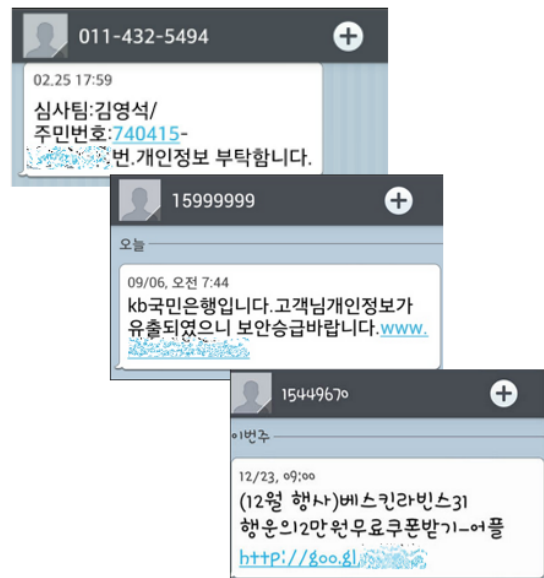 011-432-5494
02.25 17:59
심사팀:김영석/
주민번호:740415-
번.개인정보 부탁함니다.
15999999
오늘
09/06, 오전 7:44
kb국민은행입니다.고객님개인정보가
유출되였으니 보안승급바랍니다.www.
15449670
이번주
12/23, 09:00
(12월 행사)베스킨라빈스31
행운의2만원무료쿠폰받기-어플
http://goo.gl